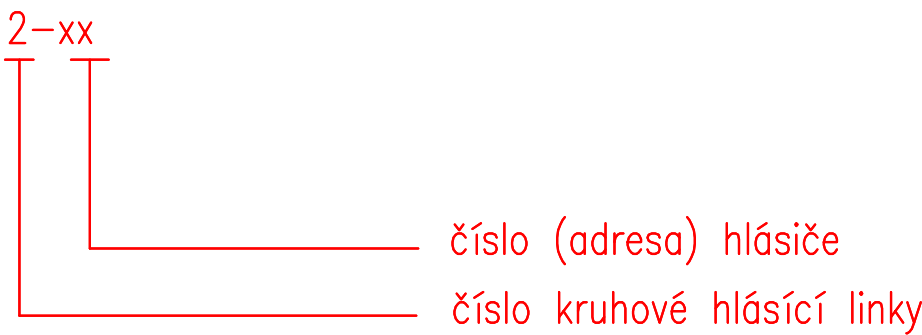 2-xx
číslo (adresa) hlásiče
číslo kruhové hlásící linky